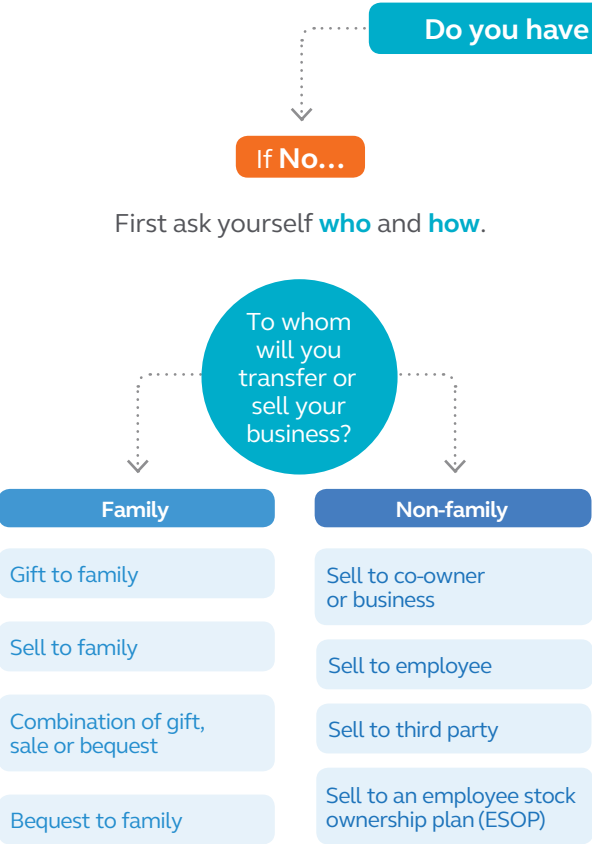 Do you have
If No...
First ask yourself who and how.
To whom
will you
transfer or
sell your
business?
Family
Gift to family
Sell to family
Combination of gift,
sale or bequest
Bequest to family
Non-family
Sell to co-owner
or business
Sell to employee
Sell to third party
Sell to an employee stock
ownership plan (ESOP)